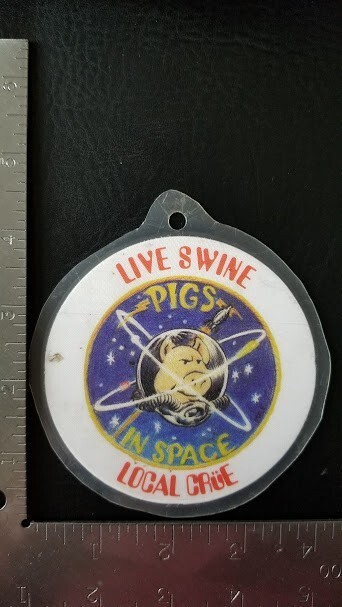 LIVE SWINE
PIGS
IN SPACE
LOCAL CRÜE